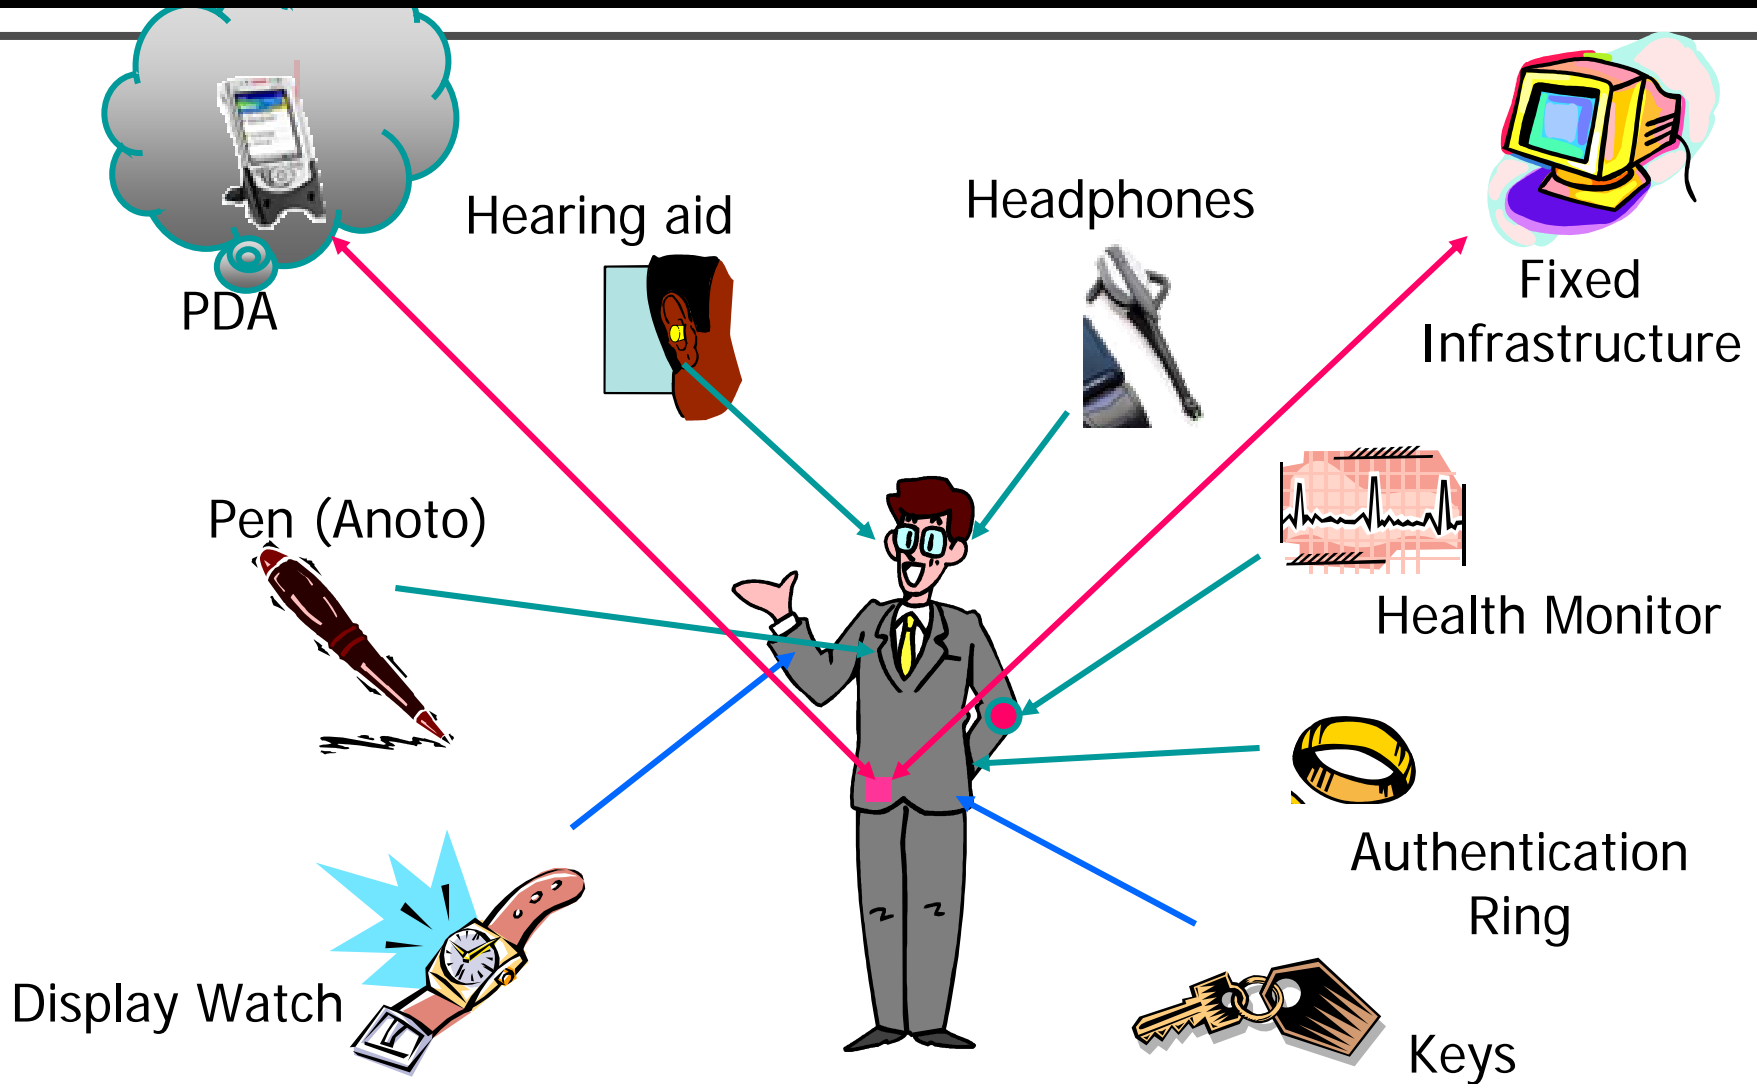 PDA
Hearing aid
Headphones
Fixed
Infrastructure
Pen (Anoto)
Health Monitor
Authentication
Ring
Display Watch
Keys